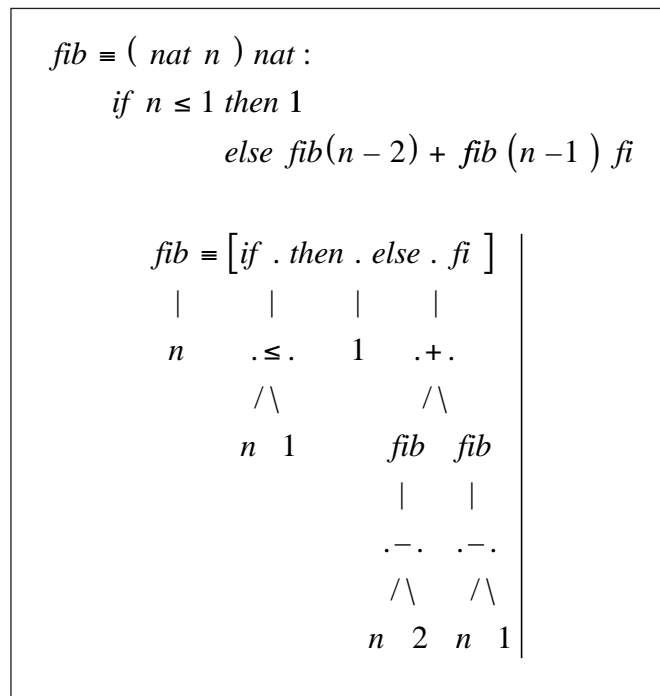 fib ≡ ( nat n ) nat :
if n ≤ 1 then 1
else fib(n – 2) + fib (n –1 ) fi
fib ≡ [if . then . else . fi ]
| | | |
n . ≤ . 1 . + .
/ \ / \
n 1 fib fib
| |
. – . . – .
/ \ / \
n 2 n 1